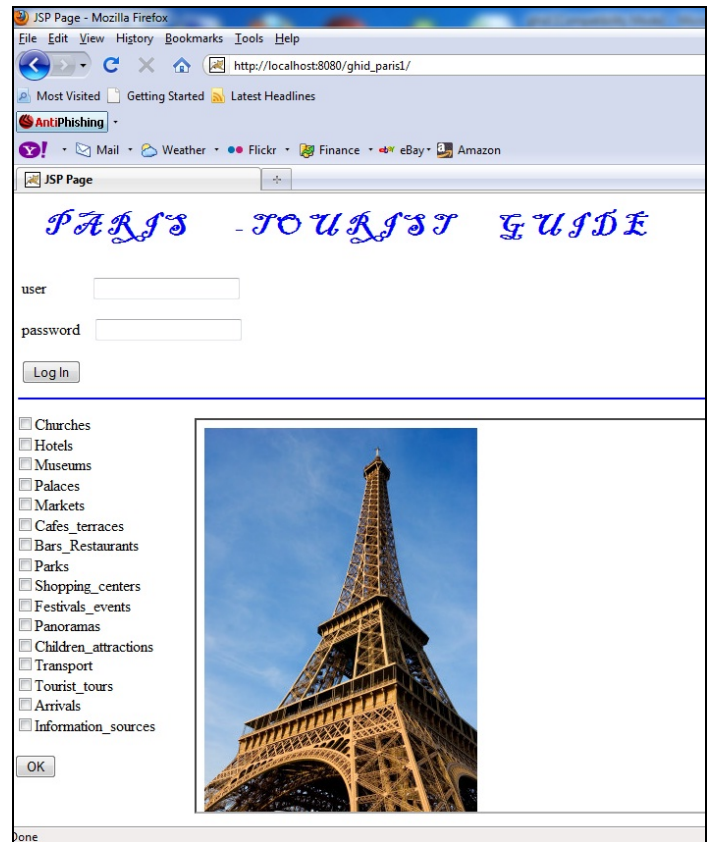 JSP Page - Mozilla Firefox
File Edit View History Bookmarks Tools Help
http://localhost:8080/ghid_paris1/
Most Visited Getting Started Latest Headlines
AntiPhishing
Y! Mail Weather Flickr Finance eBay Amazon
JSP Page
PARIS - TOURIST GUIDE
user
password
Log In
Churches
Hotels
Museums
Palaces
Markets
Cafes_terraces
Bars_Restaurants
Parks
Shopping_centers
Festivals_events
Panoramas
Children_attractions
Transport
Tourist_tours
Arrivals
Information_sources
OK
Done